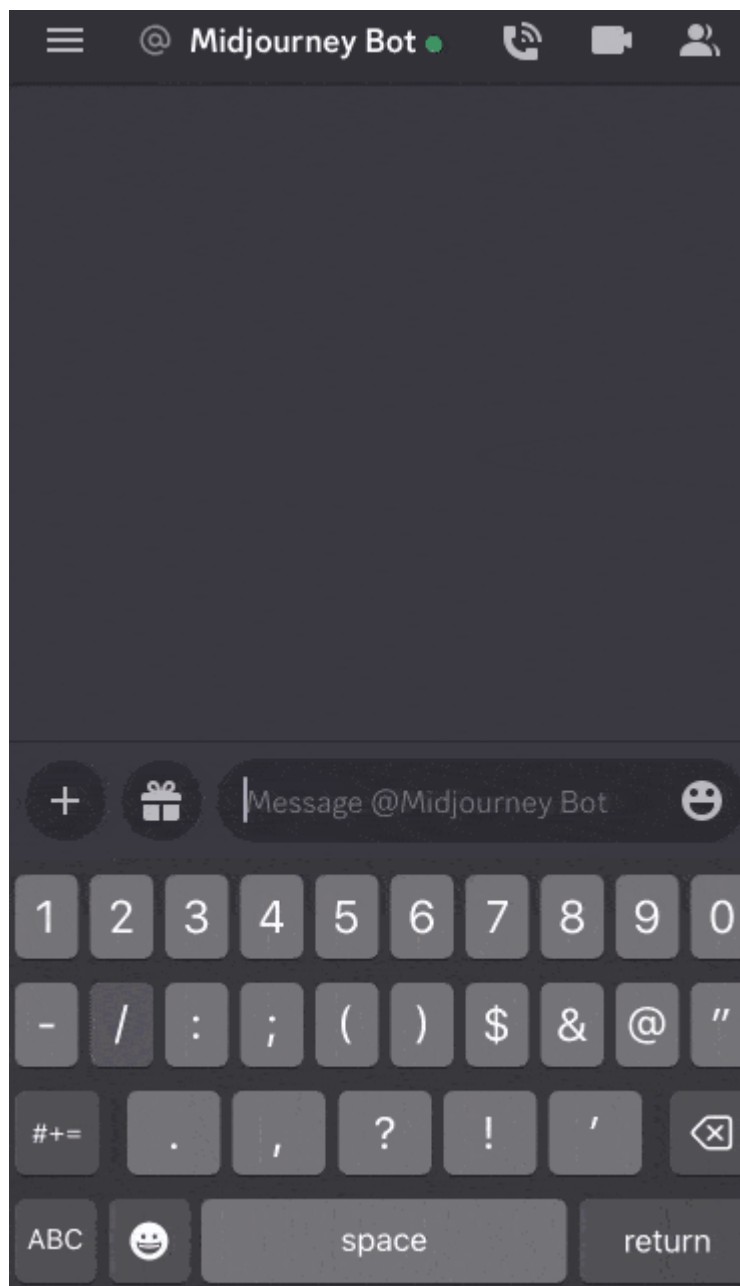 @ Midjourney Bot
Message @Midjourney Bot
1 2 3 4 5 6 7 8 9 0
- / : ; ( ) $ & @ "
#+= . , ? ! '
ABC space return